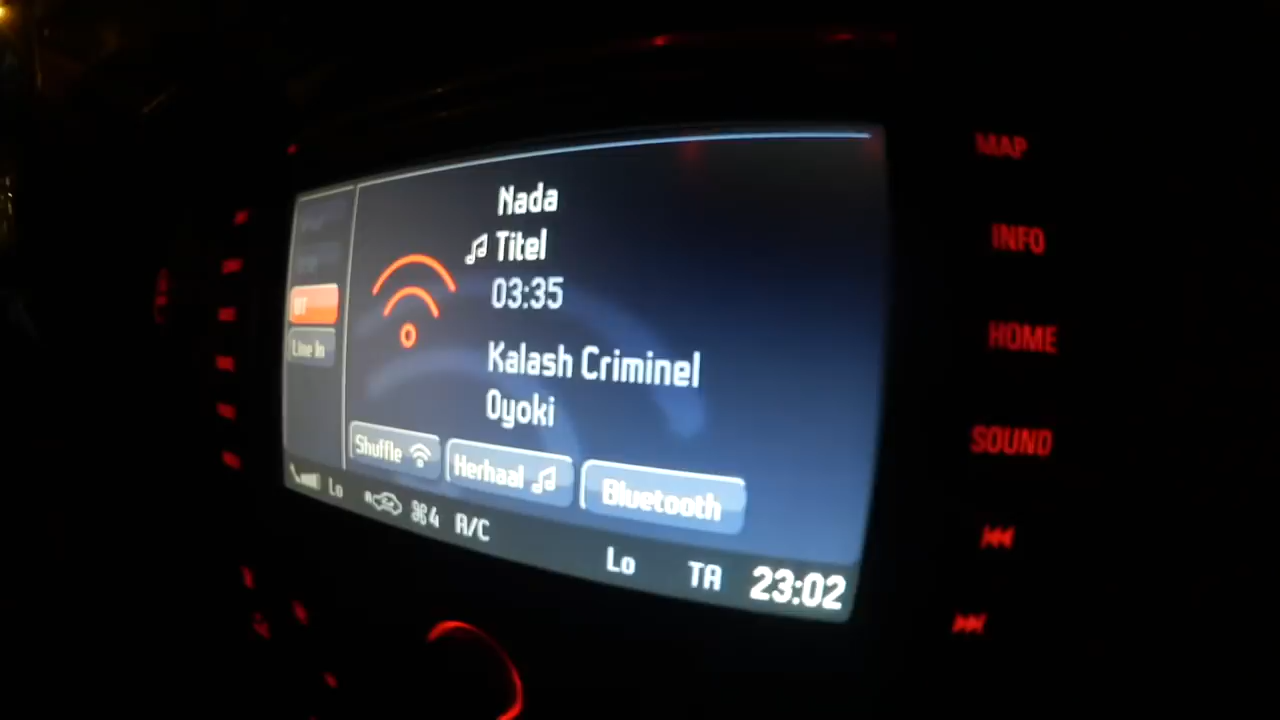 Nada
Titel
03:35
Kalash Criminel
Oyoki
BT
Line In
Shuffle
Herhaal
Bluetooth
Lo
4
A/C
Lo
TA
23:02
MAP
INFO
HOME
SOUND